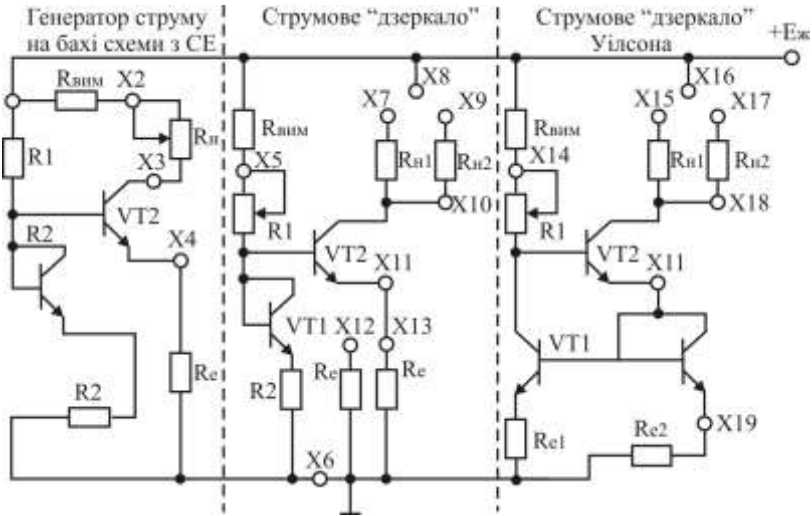 Генератор струму
на бахі схеми з СЕ
Струмове “дзеркало”
Струмове “дзеркало”
Уілсона
+Еж
Rвим
X2
Rн
R1
X3
VT2
X4
R2
Re
R2
X8
X7
X9
Rвим
X5
Rн1
Rн2
X10
R1
VT2
X11
VT1
X12
X13
R2
Re
Re
X6
X16
X15
X17
Rвим
X14
Rн1
Rн2
X18
R1
VT2
X11
VT1
X19
Re1
Re2